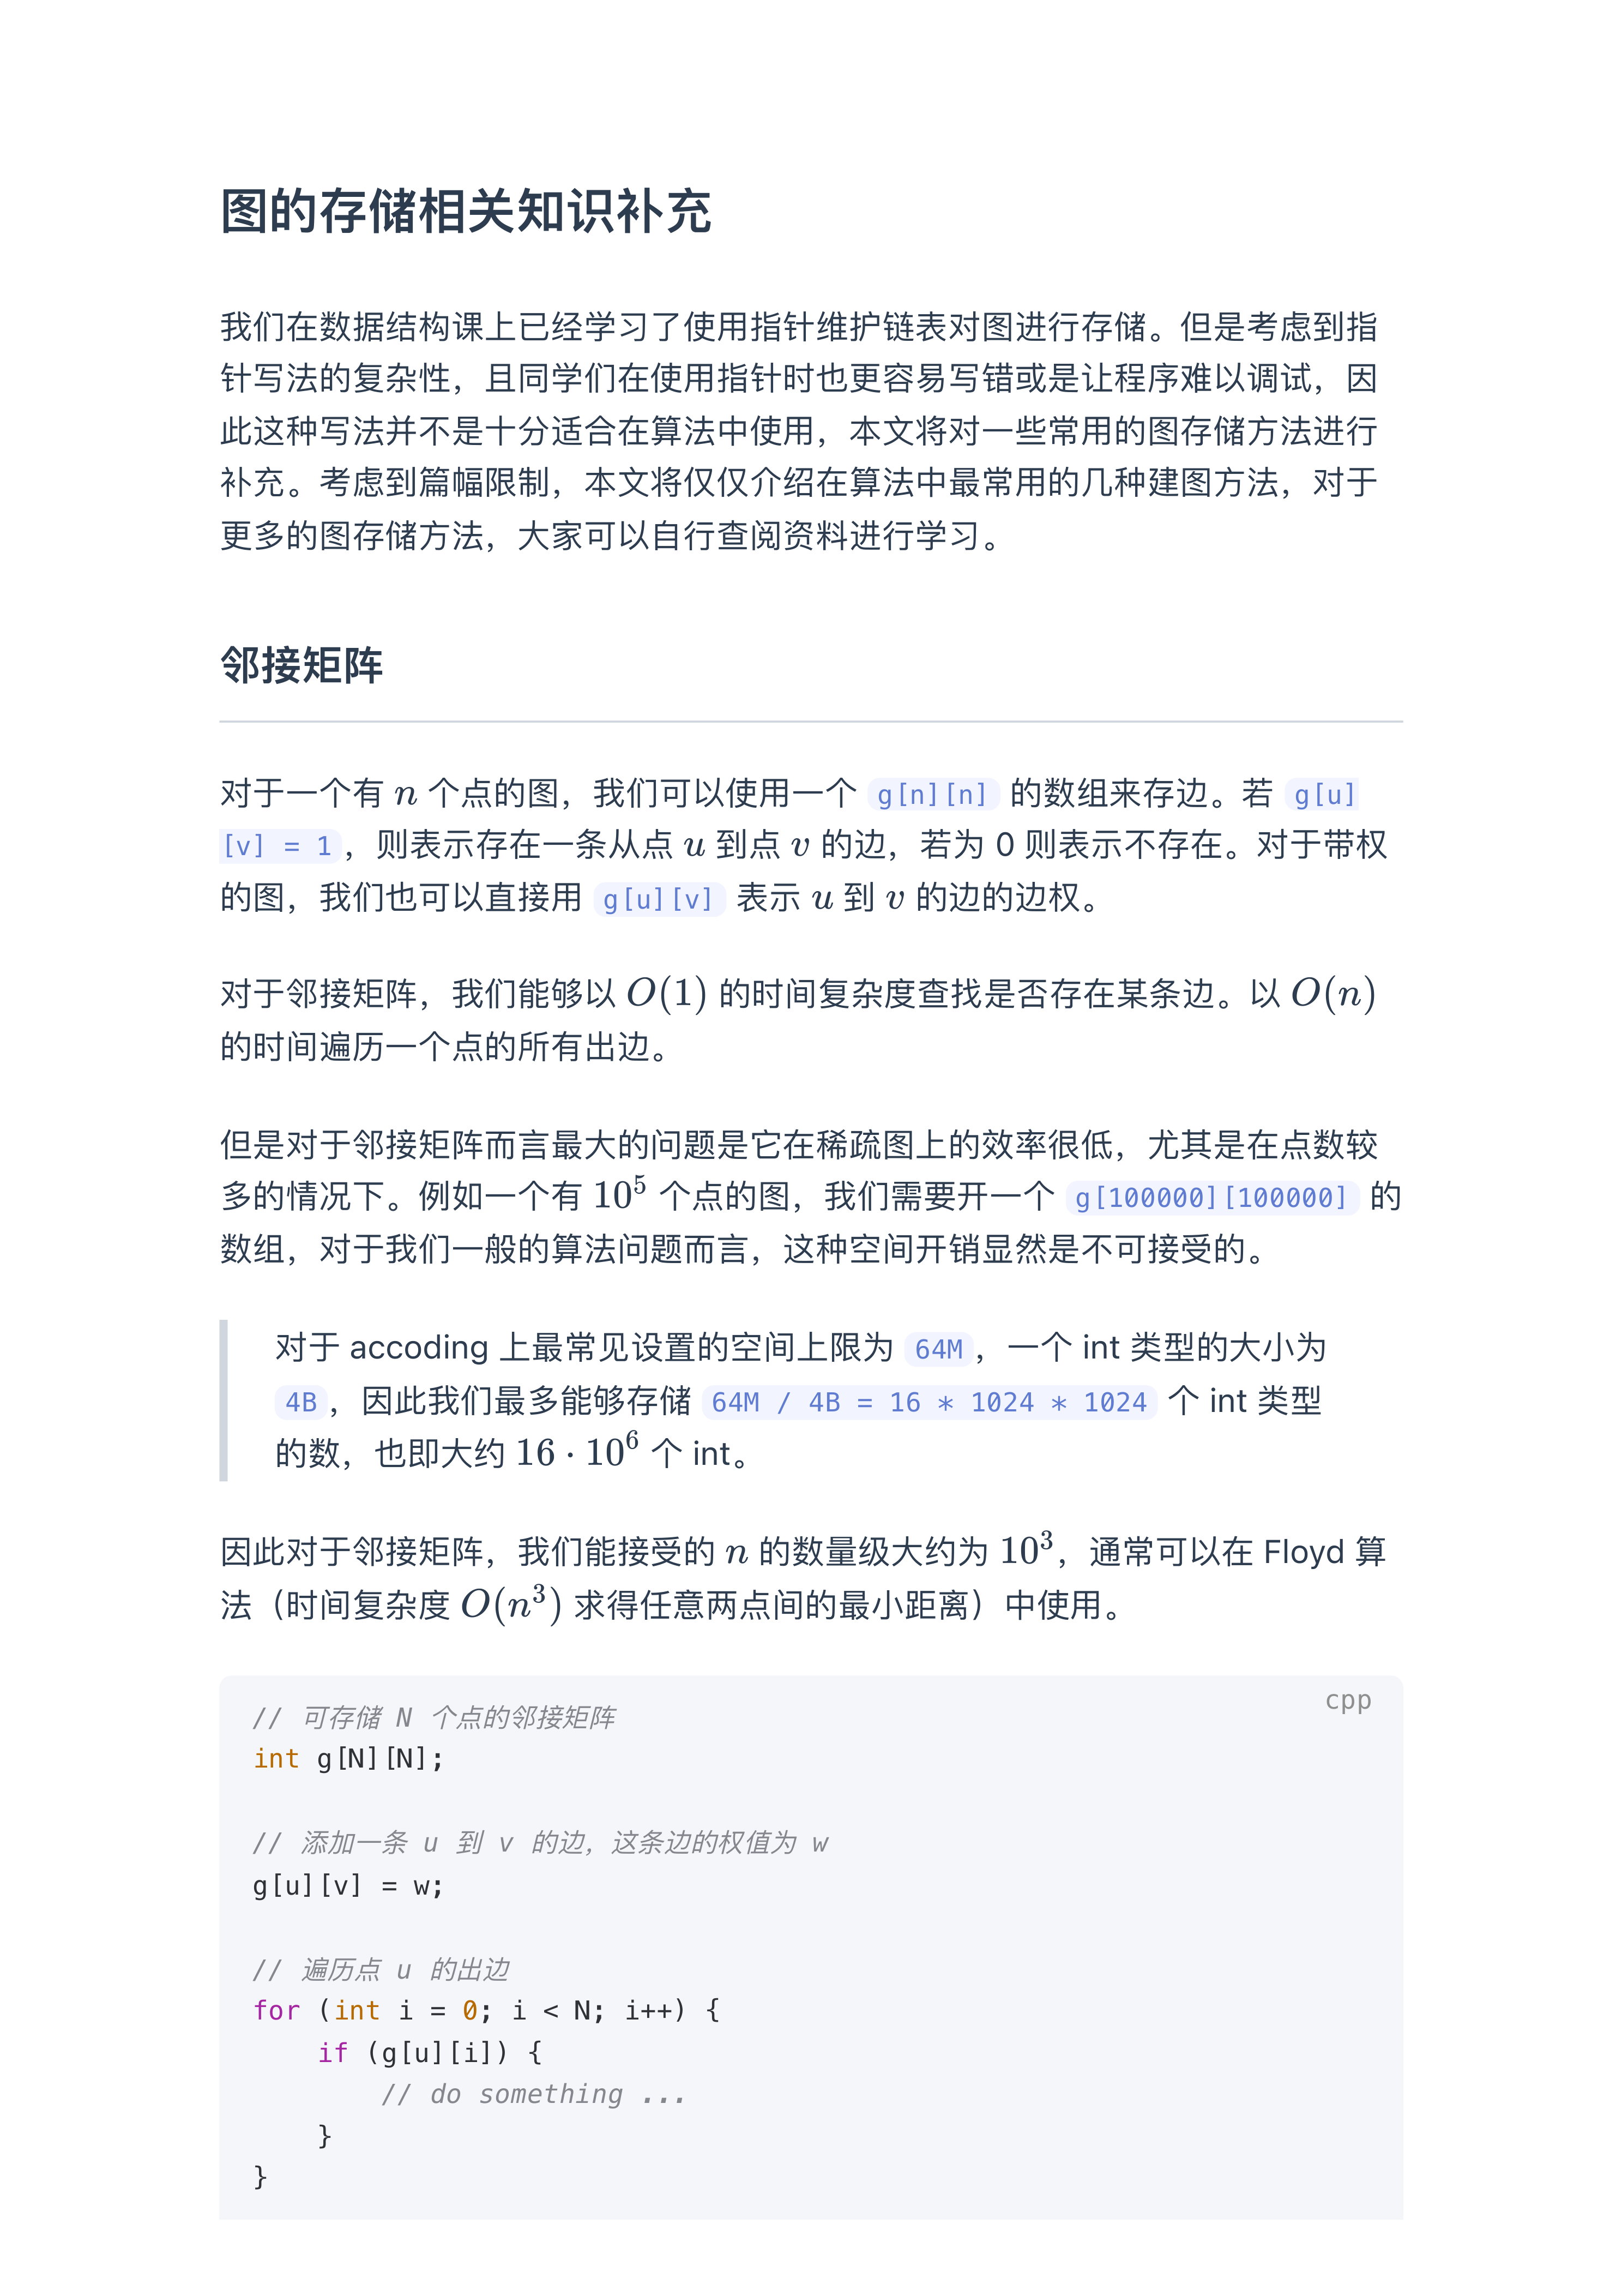 图的存储相关知识补充
我们在数据结构课上已经学习了使用指针维护链表对图进行存储。但是考虑到指
针写法的复杂性，且同学们在使用指针时也更容易写错或是让程序难以调试，因
此这种写法并不是十分适合在算法中使用，本文将对一些常用的图存储方法进行
补充。考虑到篇幅限制，本文将仅仅介绍在算法中最常用的几种建图方法，对于
更多的图存储方法，大家可以自行查阅资料进行学习。
邻接矩阵
对于一个有 n 个点的图，我们可以使用一个 g[n][n] 的数组来存边。若 g[u]
[v] = 1，则表示存在一条从点 u 到点 v 的边，若为 0 则表示不存在。对于带权
的图，我们也可以直接用 g[u][v] 表示 u 到 v 的边的边权。
对于邻接矩阵，我们能够以 O(1) 的时间复杂度查找是否存在某条边。以 O(n)
的时间遍历一个点的所有出边。
但是对于邻接矩阵而言最大的问题是它在稀疏图上的效率很低，尤其是在点数较
多的情况下。例如一个有 10^5 个点的图，我们需要开一个 g[100000][100000] 的
数组，对于我们一般的算法问题而言，这种空间开销显然是不可接受的。
对于 accoding 上最常见设置的空间上限为 64M，一个 int 类型的大小为
4B，因此我们最多能够存储 64M / 4B = 16 * 1024 * 1024 个 int 类型
的数，也即大约 16 · 10^6 个 int。
因此对于邻接矩阵，我们能接受的 n 的数量级大约为 10^3，通常可以在 Floyd 算
法（时间复杂度 O(n^3) 求得任意两点间的最小距离）中使用。
cpp
// 可存储 N 个点的邻接矩阵
int g[N][N];
// 添加一条 u 到 v 的边，这条边的权值为 w
g[u][v] = w;
// 遍历点 u 的出边
for (int i = 0; i < N; i++) {
    if (g[u][i]) {
        // do something ...
    }
}